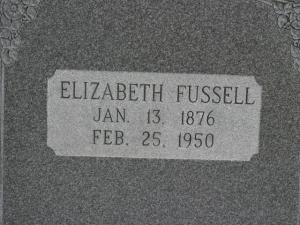 ELIZABETH FUSSELL
JAN. 13, 1876
FEB. 25, 1950